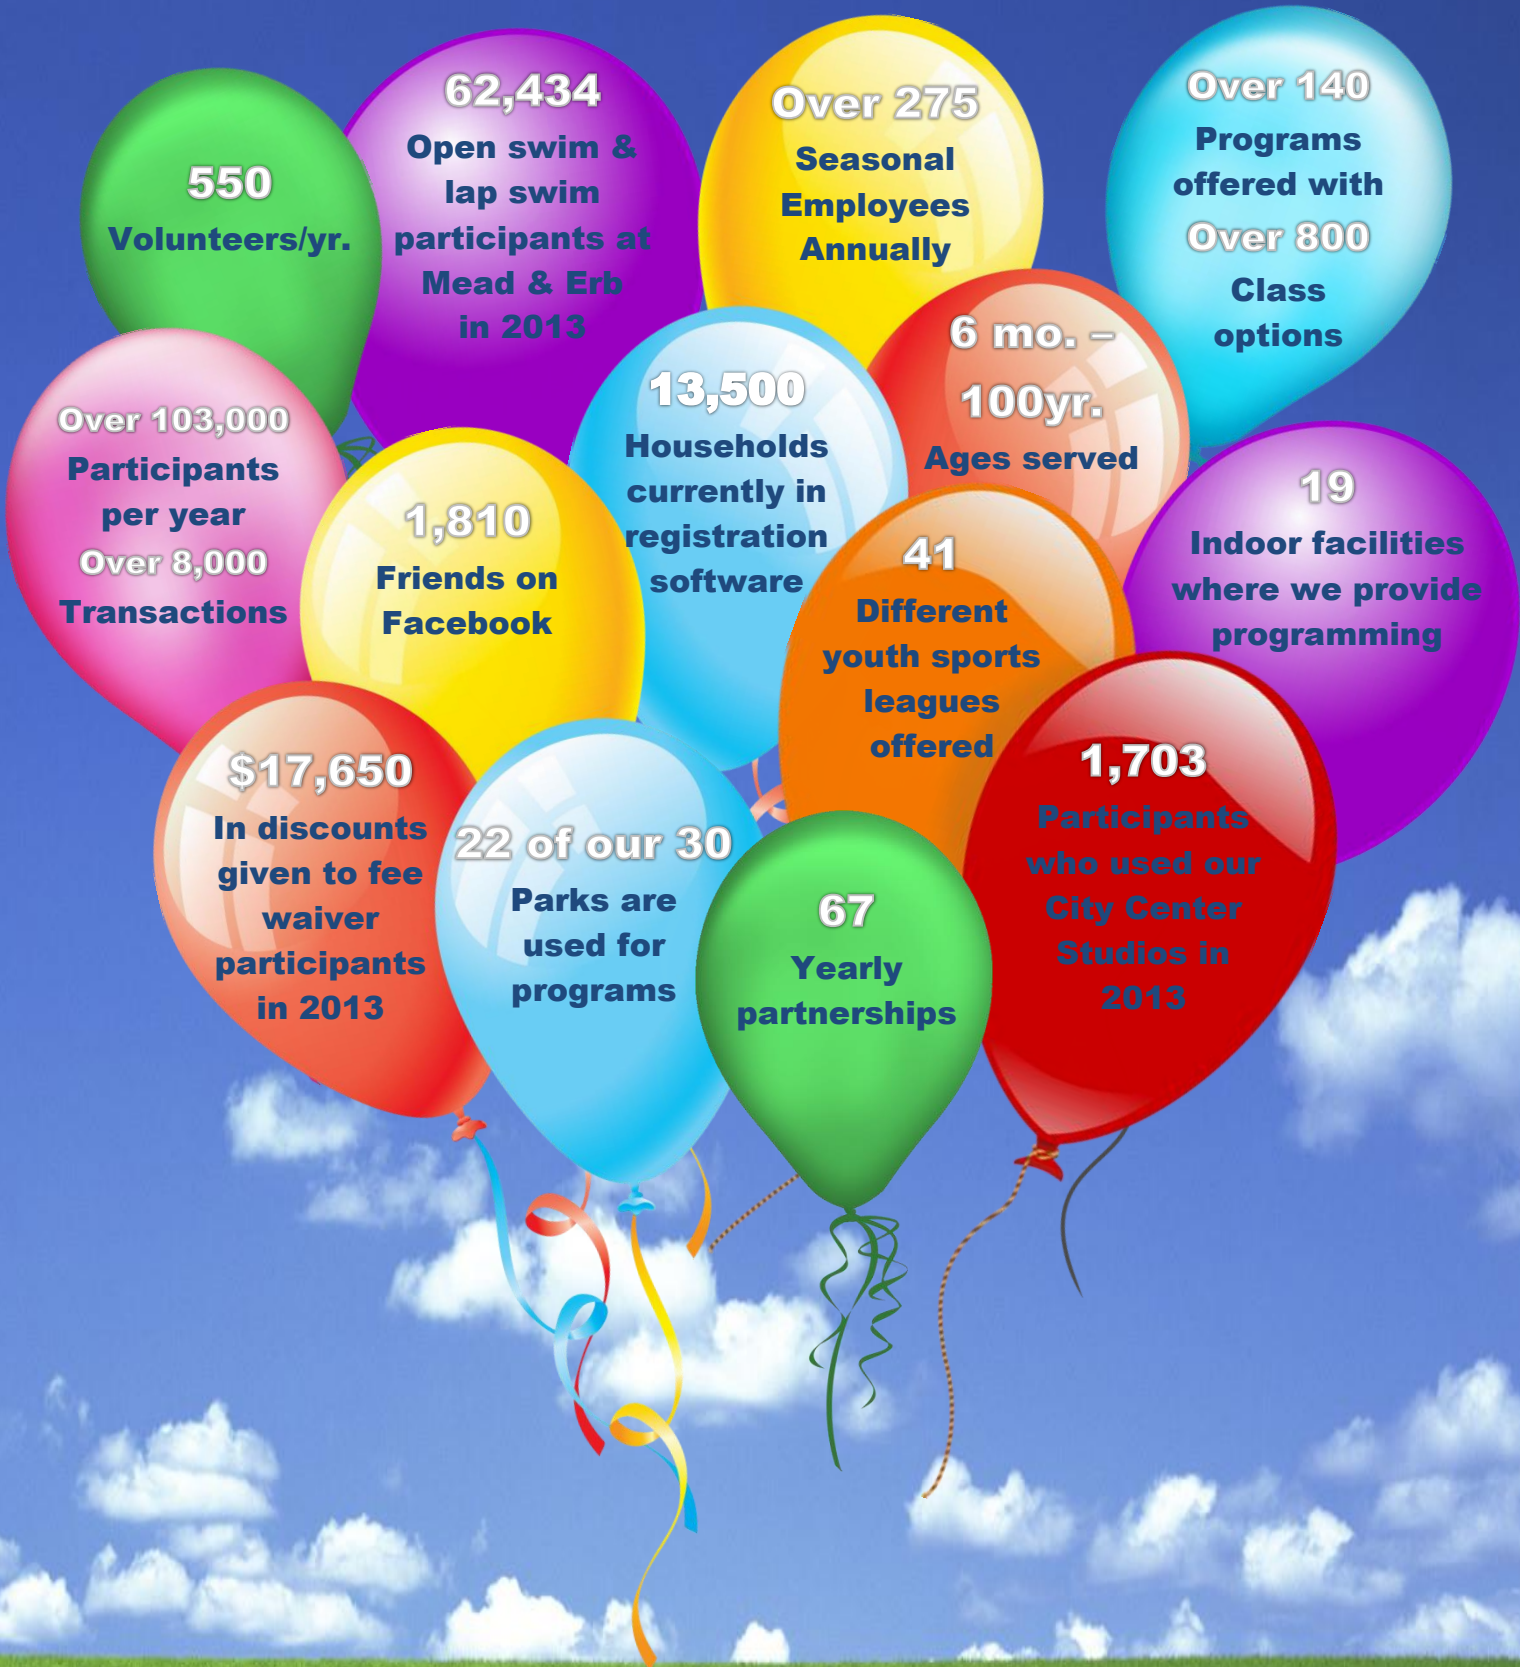 550
Volunteers/yr.
62,434
Open swim &
lap swim
participants at
Mead & Erb
in 2013
Over 275
Seasonal
Employees
Annually
Over 140
Programs
offered with
Over 800
Class
options
Over 103,000
Participants
per year
Over 8,000
Transactions
1,810
Friends on
Facebook
13,500
Households
currently in
registration
software
6 mo. –
100yr.
Ages served
41
Different
youth sports
leagues
offered
19
Indoor facilities
where we provide
programming
$17,650
In discounts
given to fee
waiver
participants
in 2013
22 of our 30
Parks are
used for
programs
67
Yearly
partnerships
1,703
Participants
who used our
City Center
Studios in
2013